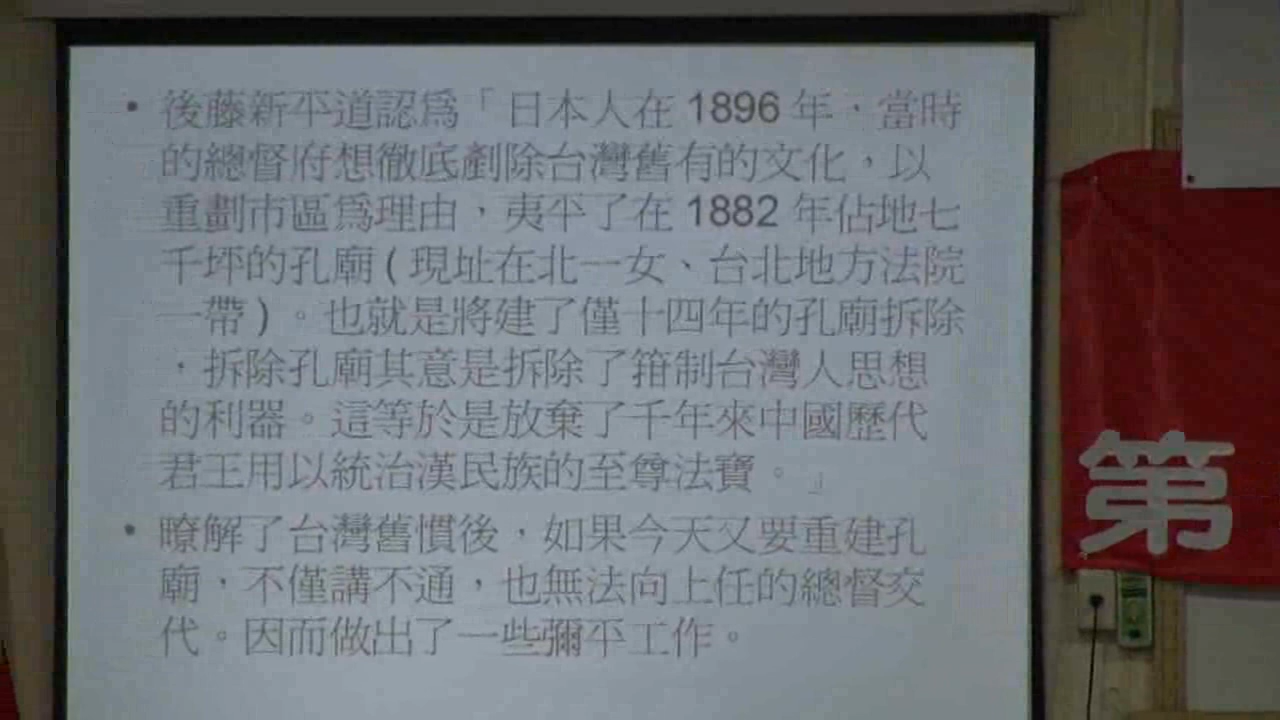 • 後藤新平道認爲「日本人在 1896 年，當時
的總督府想徹底剷除台灣舊有的文化，以
重劃市區爲理由，夷平了在 1882 年佔地七
千坪的孔廟 ( 現址在北一女、台北地方法院
一帶 ) 。也就是將建了僅十四年的孔廟拆除
，拆除孔廟其意是拆除了箝制台灣人思想
的利器。這等於是放棄了千年來中國歷代
君王用以統治漢民族的至尊法寶。」
• 暸解了台灣舊慣後，如果今天又要重建孔
廟，不僅講不通，也無法向上任的總督交
代。因而做出了一些彌平工作。
第